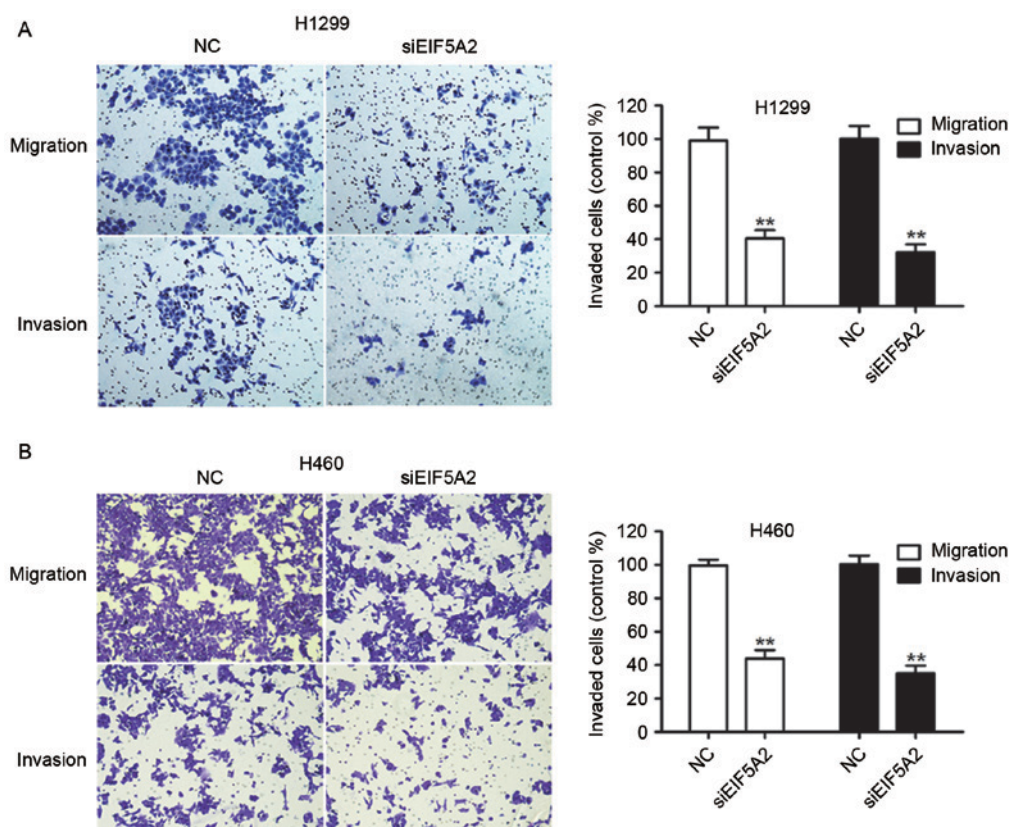 A
H1299
NC siEIF5A2
Migration
Invasion
Invaded cells (control %)
120
100
80
60
40
20
0
H1299
Migration
Invasion
**
**
NC
siEIF5A2
NC
siEIF5A2
B
H460
NC siEIF5A2
Migration
Invasion
Invaded cells (control %)
120
100
80
60
40
20
0
H460
Migration
Invasion
**
**
NC
siEIF5A2
NC
siEIF5A2